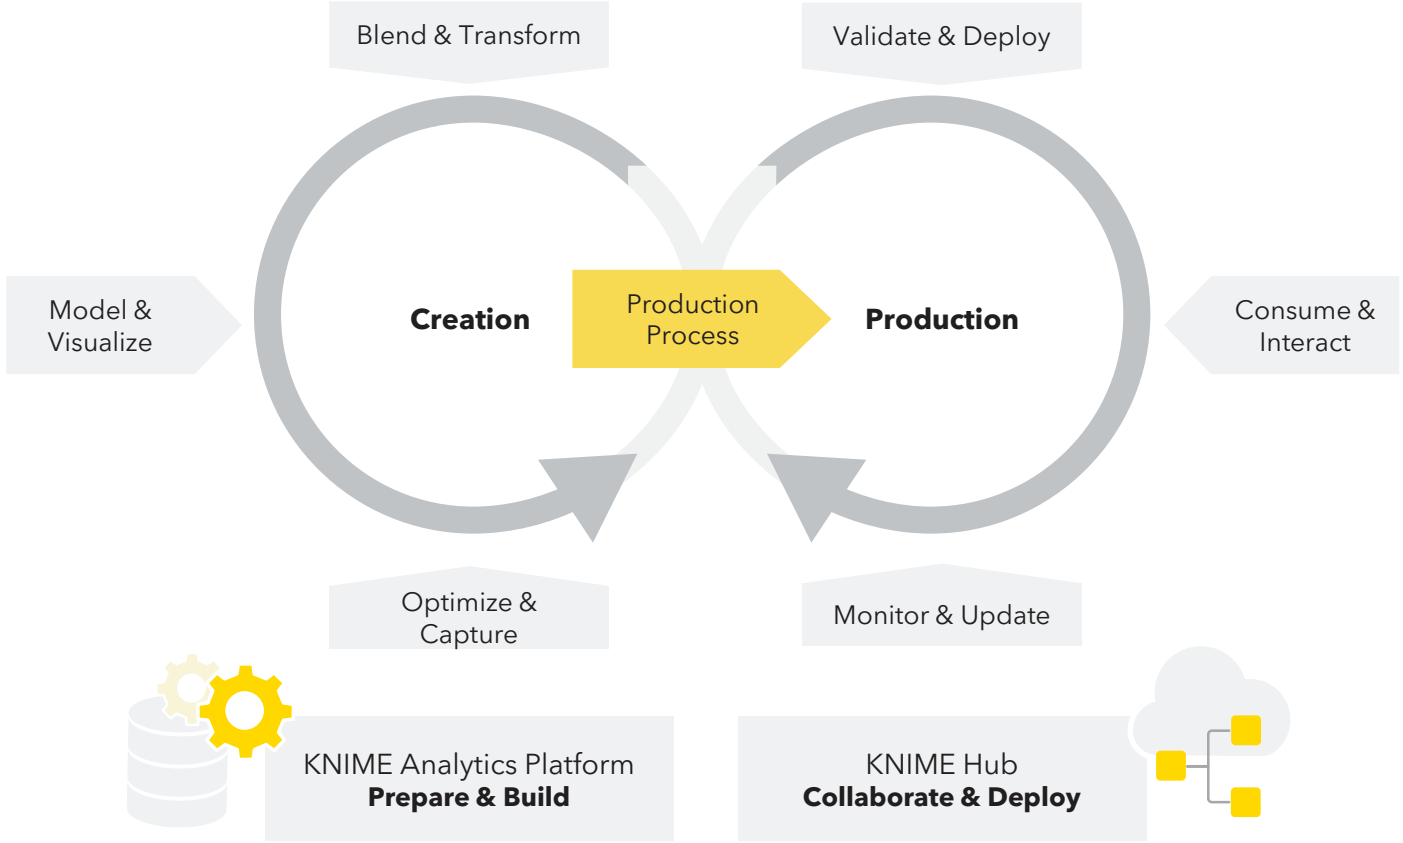 Blend & Transform
Validate & Deploy
Model &
Visualize
Creation
Production
Process
Production
Consume &
Interact
Optimize &
Capture
Monitor & Update
KNIME Analytics Platform
Prepare & Build
KNIME Hub
Collaborate & Deploy